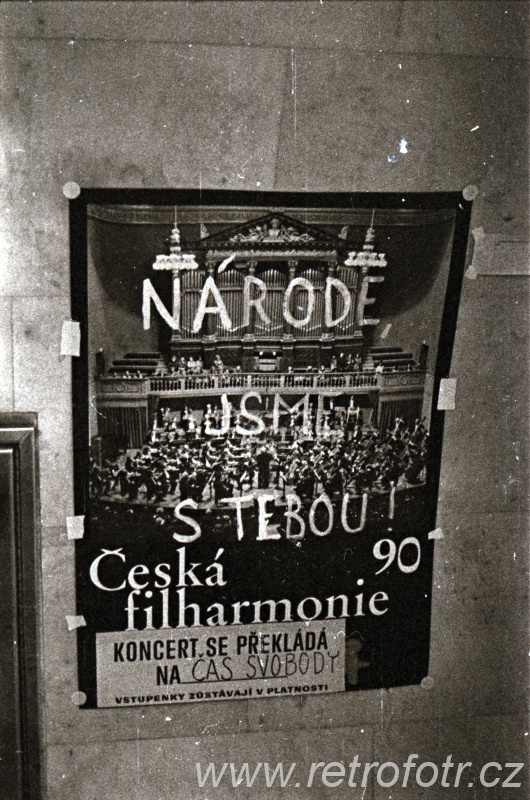 NÁRODE,
JSME
S TEBOU!
Česká 90
filharmonie
KONCERT SE PŘEKLÁDÁ
NA ČAS SVOBODY
VSTUPENKY ZŮSTÁVAJÍ V PLATNOSTI
www.retrofotr.cz